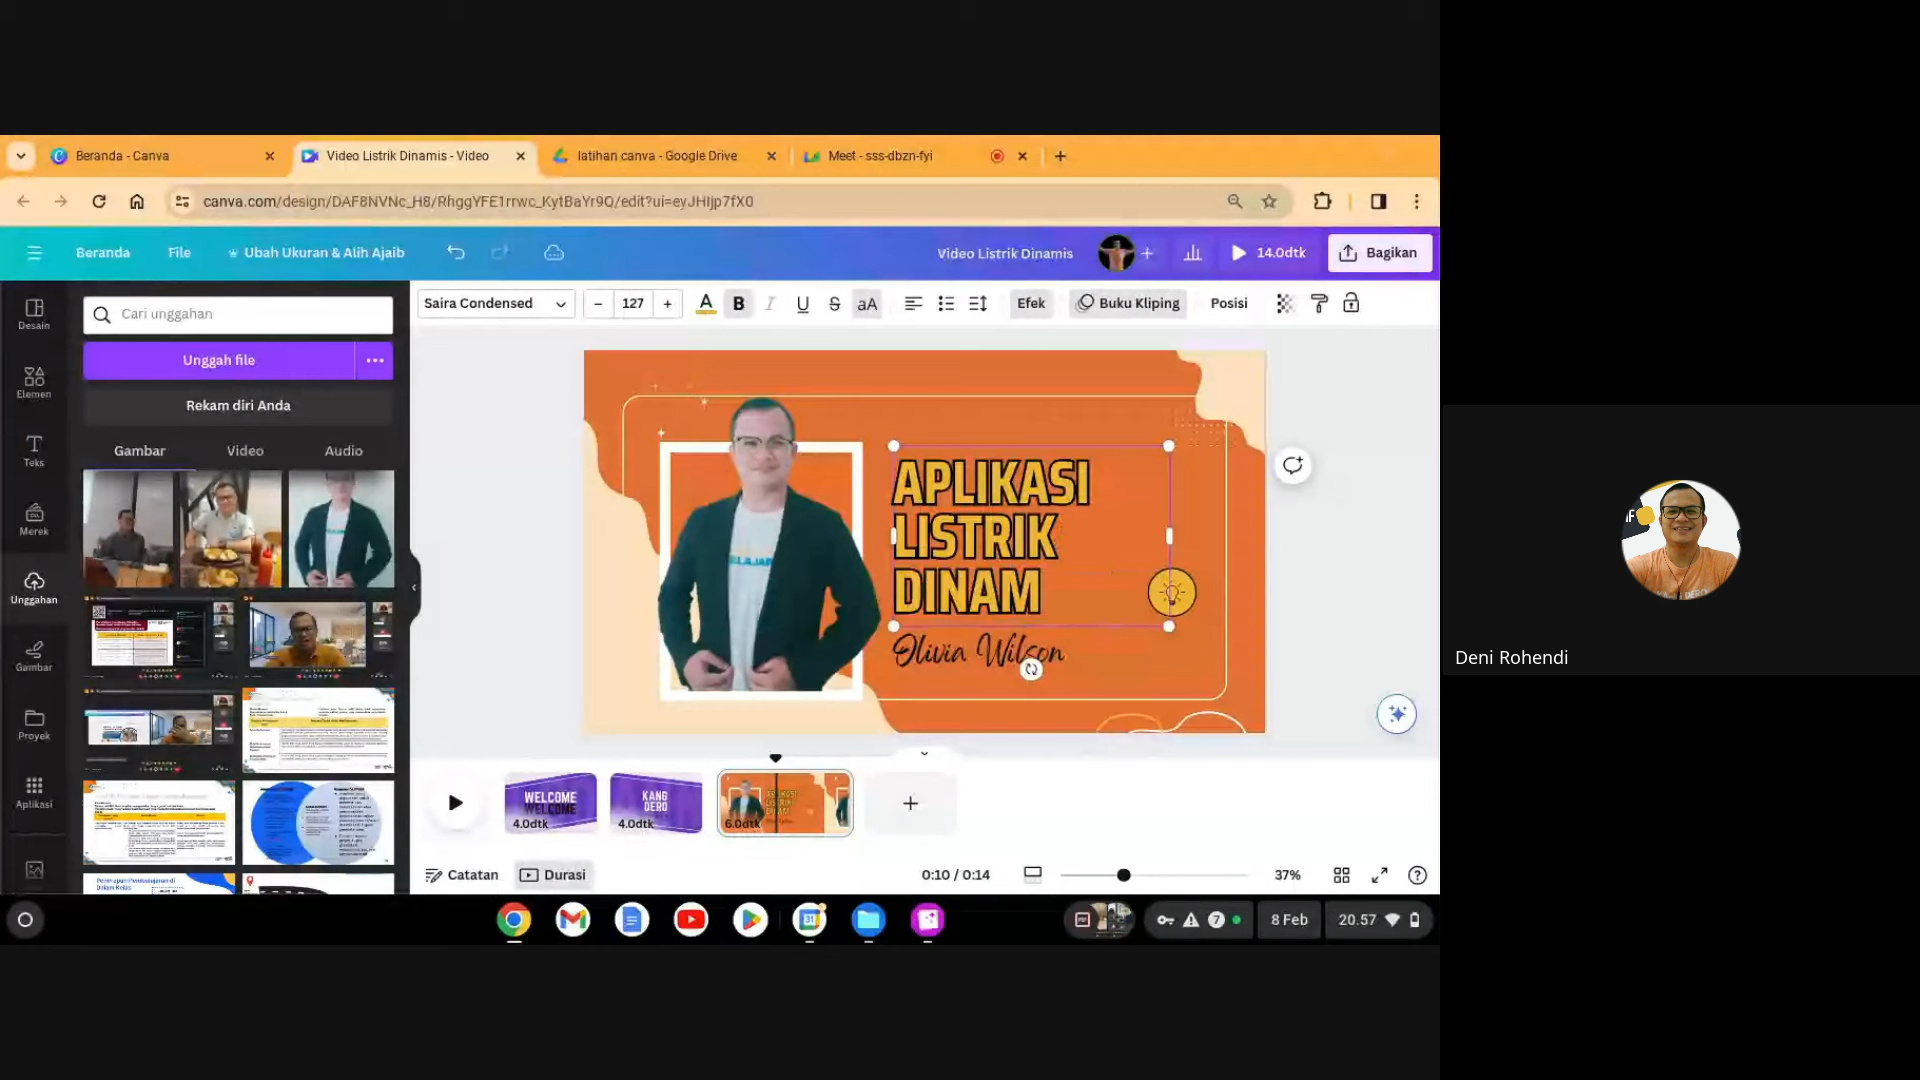 Beranda - Canva
Video Listrik Dinamis - Video
latihan canva - Google Drive
Meet - sss-dbzn-fyi
canva.com/design/DAF8NVNc_H8/RhggYFE1rrwc_KytBaYr9Q/edit?ui=eyJHIjp7fX0
Beranda
File
Ubah Ukuran & Alih Ajaib
Video Listrik Dinamis
14.0dtk
Bagikan
Desain
Elemen
Teks
Merek
Unggahan
Gambar
Proyek
Aplikasi
Cari unggahan
Unggah file
Rekam diri Anda
Gambar
Video
Audio
Saira Condensed
127
A
B
I
U
S
aA
Efek
Buku Kliping
Posisi
APLIKASI
LISTRIK
DINAM
Olivia Wilson
WELCOME
WELCOME
4.0dtk
KANG
DERO
4.0dtk
6.0dtk
Catatan
Durasi
0:10 / 0:14
37%
7
8 Feb
20.57
Deni Rohendi